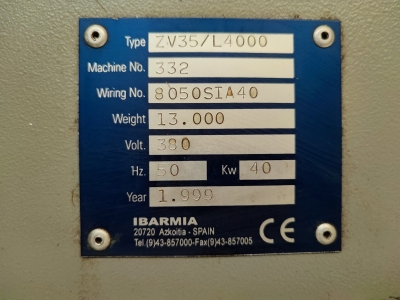 Type ZV35/L4000
Machine No. 332
Wiring No. 8050SIA40
Weight 13.000
Volt. 380
Hz. 50 Kw 40
Year 1.999
IBARMIA
20720 Azkoitia - SPAIN
Tel.(9)43-857000-Fax(9)43-857005
CE